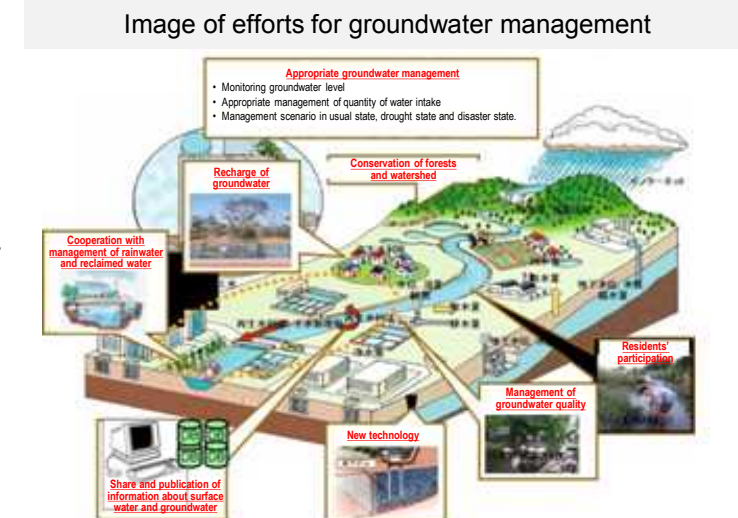 Image of efforts for groundwater management
Appropriate groundwater management
• Monitoring groundwater level
• Appropriate management of quantity of water intake
• Management scenario in usual state, drought state and disaster state.
Conservation of forests
and watershed
Recharge of
groundwater
Cooperation with
management of rainwater
and reclaimed water
Residents'
participation
Management of
groundwater quality
New technology
Share and publication of
information about surface
water and groundwater